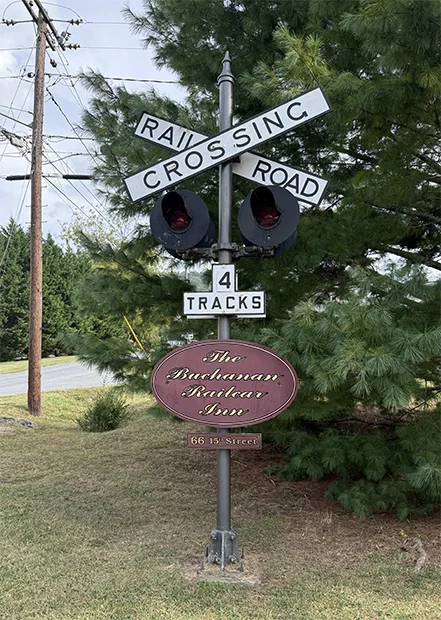 RAIL ROAD
CROSSING
4
TRACKS
The
Buchanan
Railcar
Inn
66 15th Street